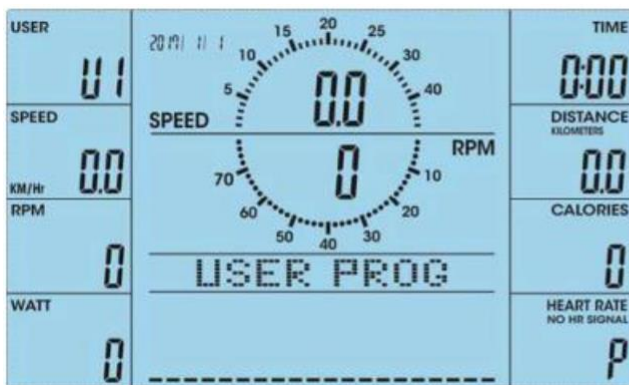 USER
U1
SPEED
KM/Hr 0.0
RPM
0
WATT
0
2019/ 1/ 1
5 10 15 20 25 30 40
SPEED 0.0
RPM 0
70 60 50 40 30 20 10
USER PROG
TIME
0:00
DISTANCE
KILOMETERS
0.0
CALORIES
0
HEART RATE
NO HR SIGNAL
P